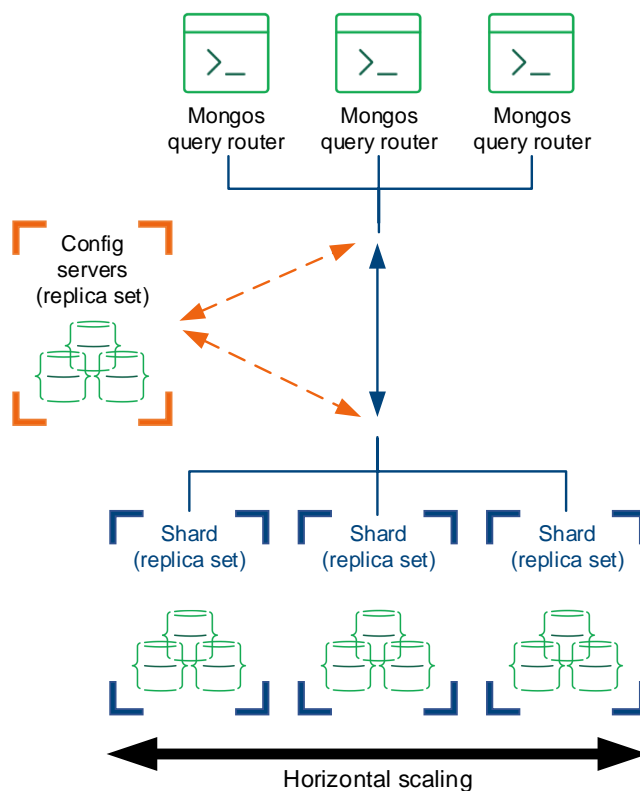 >_
>_
>_
Mongos
query router
Mongos
query router
Mongos
query router
Config
servers
(replica set)
Shard
(replica set)
Shard
(replica set)
Shard
(replica set)
Horizontal scaling